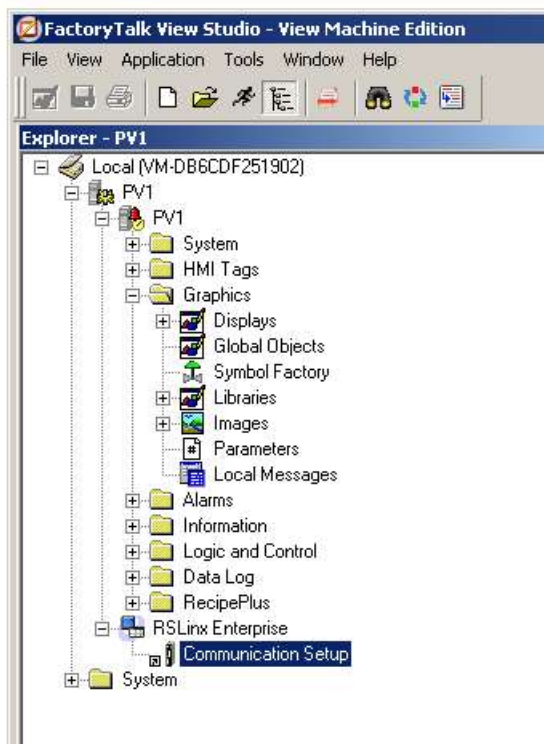 FactoryTalk View Studio - View Machine Edition
File View Application Tools Window Help
Explorer - PV1
Local (VM-DB6CDF251902)
PV1
PV1
System
HMI Tags
Graphics
Displays
Global Objects
Symbol Factory
Libraries
Images
Parameters
Local Messages
Alarms
Information
Logic and Control
Data Log
RecipePlus
RSLinx Enterprise
Communication Setup
System